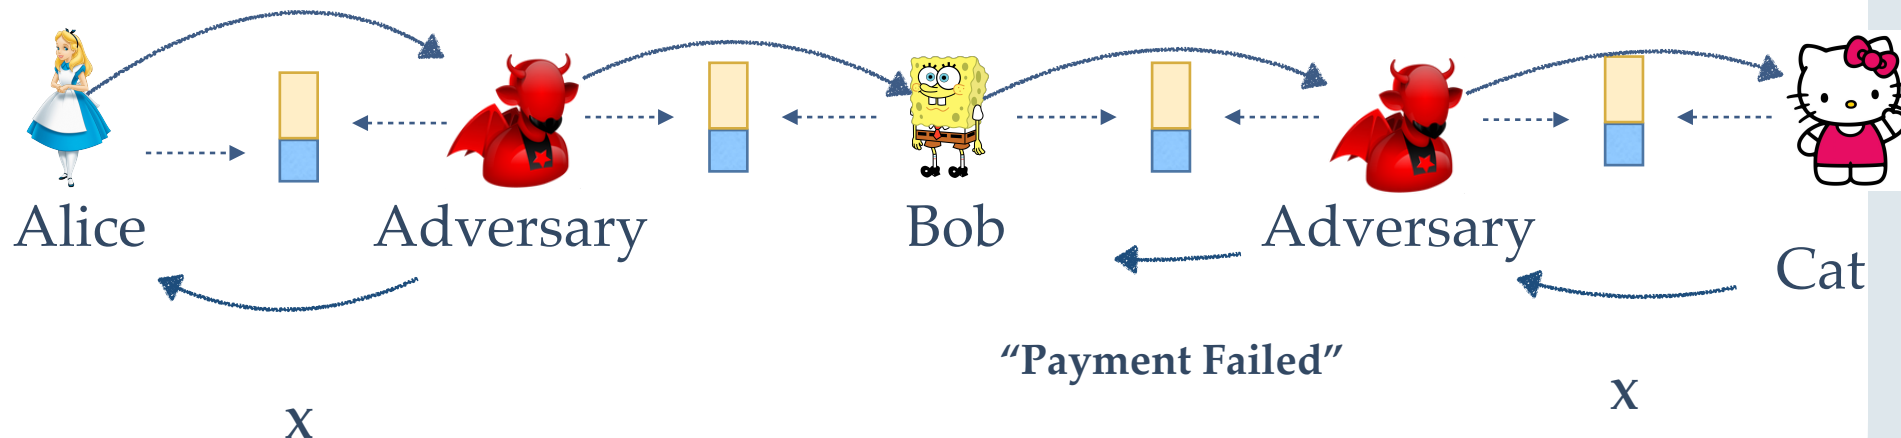 Alice Adversary Bob Adversary
Cat
“Payment Failed”
x
x